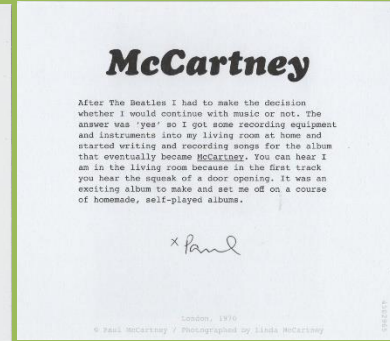 McCartney
After The Beatles I had to make the decision
whether I would continue with music or not. The
answer was 'yes' so I got some recording equipment
and instruments into my living room at home and
started writing and recording songs for the album
that eventually became McCartney. You can hear I
am in the living room because in the first track
you hear the squeak of a door opening. It was an
exciting album to make and set me off on a course
of homemade, self-played albums.
x Paul
London, 1970
© Paul McCartney / Photographed by Linda McCartney